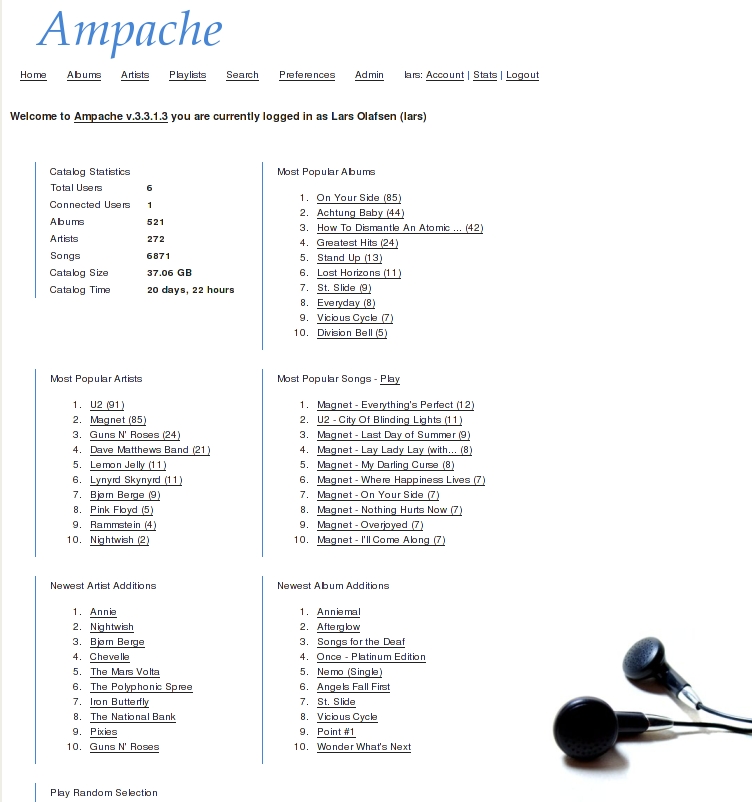 Ampache
Home Albums Artists Playlists Search Preferences Admin lars: Account | Stats | Logout
Welcome to Ampache v.3.3.1.3 you are currently logged in as Lars Olafsen (lars)
Catalog Statistics
Total Users 6
Connected Users 1
Albums 521
Artists 272
Songs 6871
Catalog Size 37.06 GB
Catalog Time 20 days, 22 hours
Most Popular Albums
1. On Your Side (85)
2. Achtung Baby (44)
3. How To Dismantle An Atomic ... (42)
4. Greatest Hits (24)
5. Stand Up (13)
6. Lost Horizons (11)
7. St. Slide (9)
8. Everyday (8)
9. Vicious Cycle (7)
10. Division Bell (5)
Most Popular Artists
1. U2 (91)
2. Magnet (85)
3. Guns N' Roses (24)
4. Dave Matthews Band (21)
5. Lemon Jelly (11)
6. Lynyrd Skynyrd (11)
7. Bjørn Berge (9)
8. Pink Floyd (5)
9. Rammstein (4)
10. Nightwish (2)
Most Popular Songs - Play
1. Magnet - Everything's Perfect (12)
2. U2 - City Of Blinding Lights (11)
3. Magnet - Last Day of Summer (9)
4. Magnet - Lay Lady Lay (with... (8)
5. Magnet - My Darling Curse (8)
6. Magnet - Where Happiness Lives (7)
7. Magnet - On Your Side (7)
8. Magnet - Nothing Hurts Now (7)
9. Magnet - Overjoyed (7)
10. Magnet - I'll Come Along (7)
Newest Artist Additions
1. Annie
2. Nightwish
3. Bjørn Berge
4. Chevelle
5. The Mars Volta
6. The Polyphonic Spree
7. Iron Butterfly
8. The National Bank
9. Pixies
10. Guns N' Roses
Newest Album Additions
1. Anniemal
2. Afterglow
3. Songs for the Deaf
4. Once - Platinum Edition
5. Nemo (Single)
6. Angels Fall First
7. St. Slide
8. Vicious Cycle
9. Point #1
10. Wonder What's Next
Play Random Selection